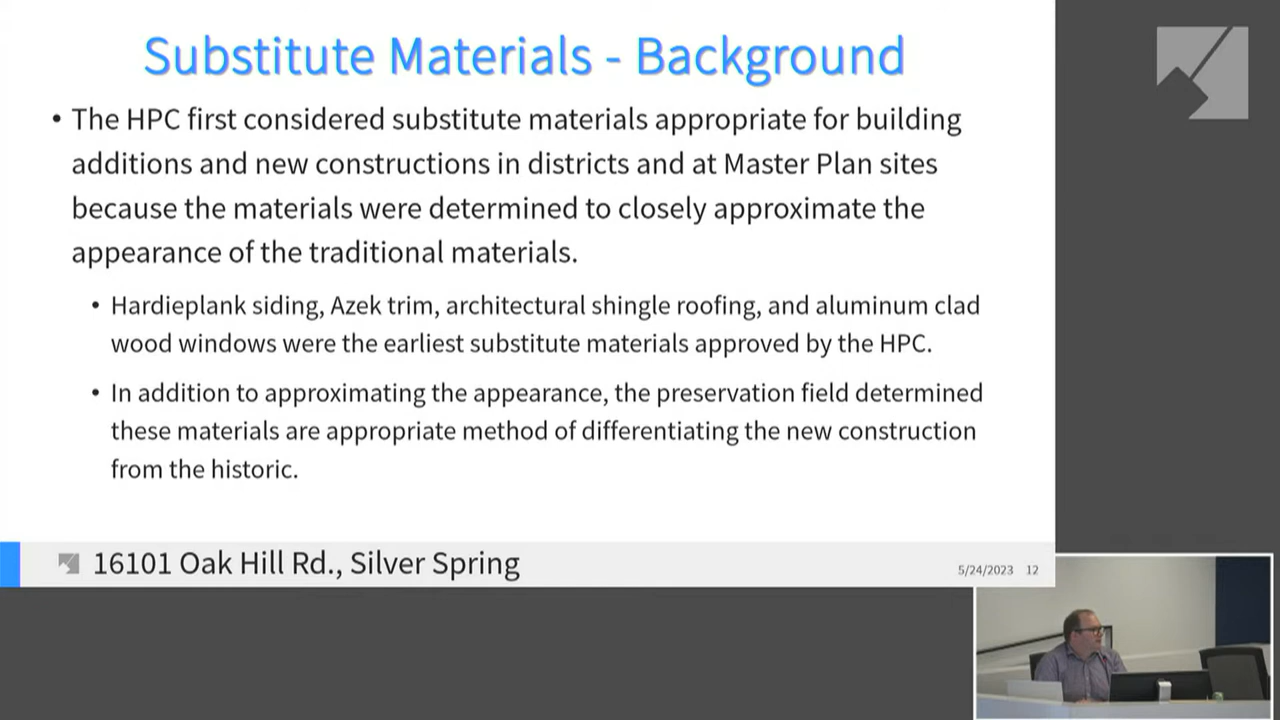 Substitute Materials - Background
• The HPC first considered substitute materials appropriate for building
additions and new constructions in districts and at Master Plan sites
because the materials were determined to closely approximate the
appearance of the traditional materials.
• Hardieplank siding, Azek trim, architectural shingle roofing, and aluminum clad
wood windows were the earliest substitute materials approved by the HPC.
• In addition to approximating the appearance, the preservation field determined
these materials are appropriate method of differentiating the new construction
from the historic.
16101 Oak Hill Rd., Silver Spring
5/24/2023 12